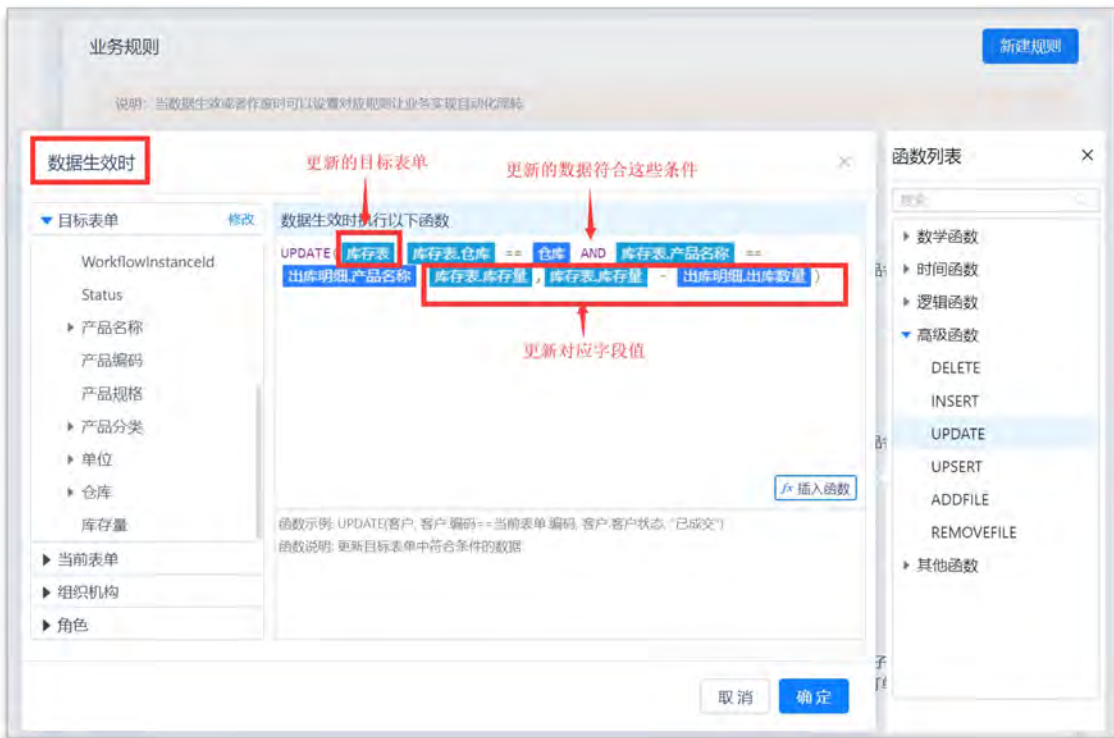 业务规则
新建规则
说明：当数据生效或者作废时可以设置对应规则让业务实现自动化流转
数据生效时
更新的目标表单
更新的数据符合这些条件
函数列表
搜索
目标表单 修改
数据生效时执行以下函数
UPDATE( 库存表 库存表.仓库 == 仓库 AND 库存表.产品名称 ==
出库明细.产品名称 库存表.库存量 , 库存表.库存量 - 出库明细.出库数量 )
更新对应字段值
WorkflowInstanceId
Status
产品名称
产品编码
产品规格
产品分类
单位
仓库
库存量
当前表单
组织机构
角色
fx 插入函数
函数示例: UPDATE(客户, 客户.编码==当前表单.编码, 客户.客户状态, "已成交")
函数说明: 更新目标表单中符合条件的数据
数学函数
时间函数
逻辑函数
高级函数
DELETE
INSERT
UPDATE
UPSERT
ADDFILE
REMOVEFILE
其他函数
取消
确定